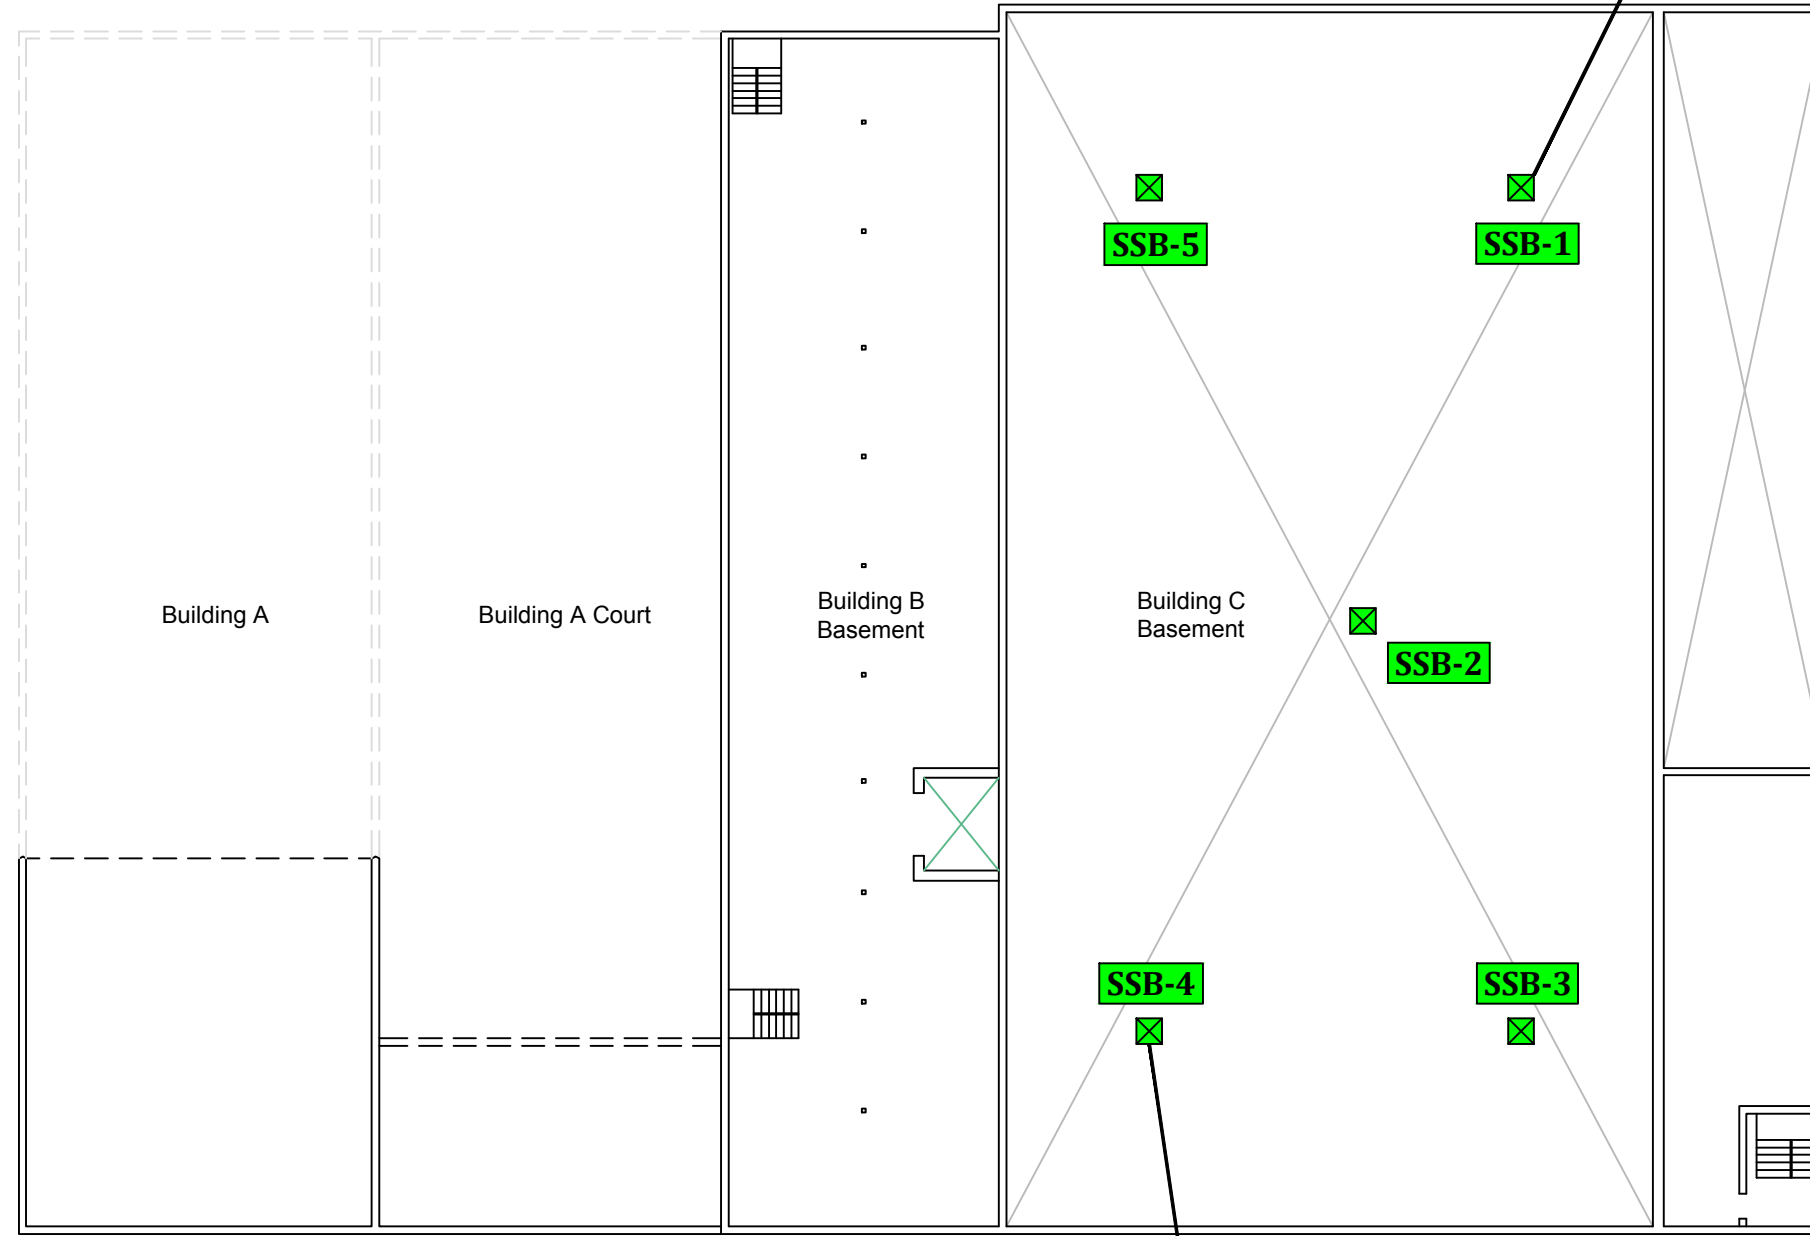 SSB-5
SSB-1
Building A
Building A Court
Building B
Basement
Building C
Basement
SSB-2
SSB-4
SSB-3